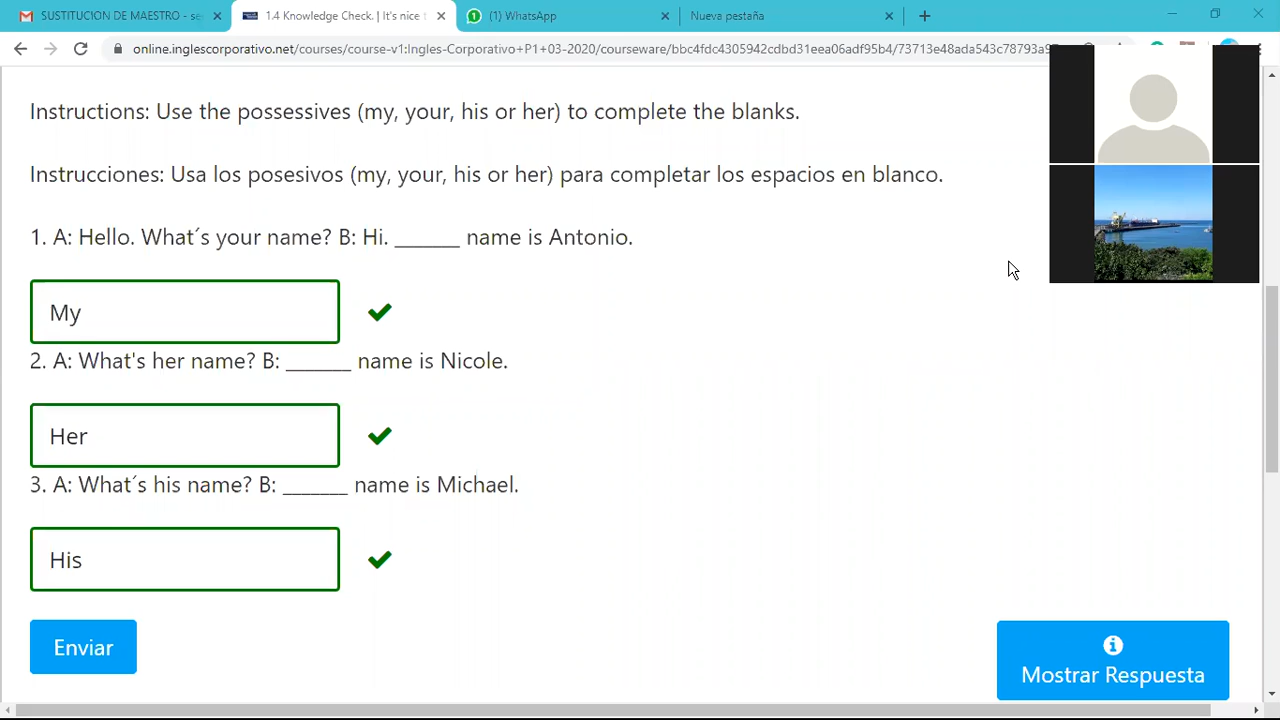 SUSTITUCION DE MAESTRO - se
1.4 Knowledge Check. | It's nice t
(1) WhatsApp
Nueva pestaña
online.inglescorporativo.net/courses/course-v1:Ingles-Corporativo+P1+03-2020/courseware/bbc4fdc4305942cdbd31eea06adf95b4/73713e48ada543c78793a9
Instructions: Use the possessives (my, your, his or her) to complete the blanks.
Instrucciones: Usa los posesivos (my, your, his or her) para completar los espacios en blanco.
1. A: Hello. What´s your name? B: Hi. ______ name is Antonio.
My
2. A: What's her name? B: ______ name is Nicole.
Her
3. A: What´s his name? B: ______ name is Michael.
His
Enviar
Mostrar Respuesta